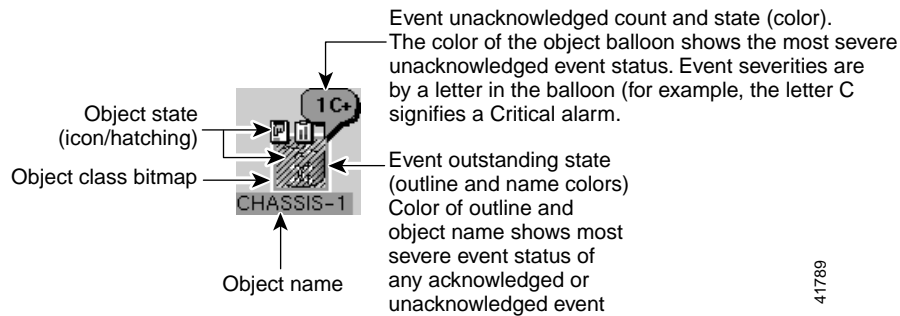 Event unacknowledged count and state (color).
The color of the object balloon shows the most severe
unacknowledged event status. Event severities are
by a letter in the balloon (for example, the letter C
signifies a Critical alarm.
1 C+
Object state
(icon/hatching)
Object class bitmap
Event outstanding state
(outline and name colors)
Color of outline and
object name shows most
severe event status of
any acknowledged or
unacknowledged event
CHASSIS-1
Object name
41789